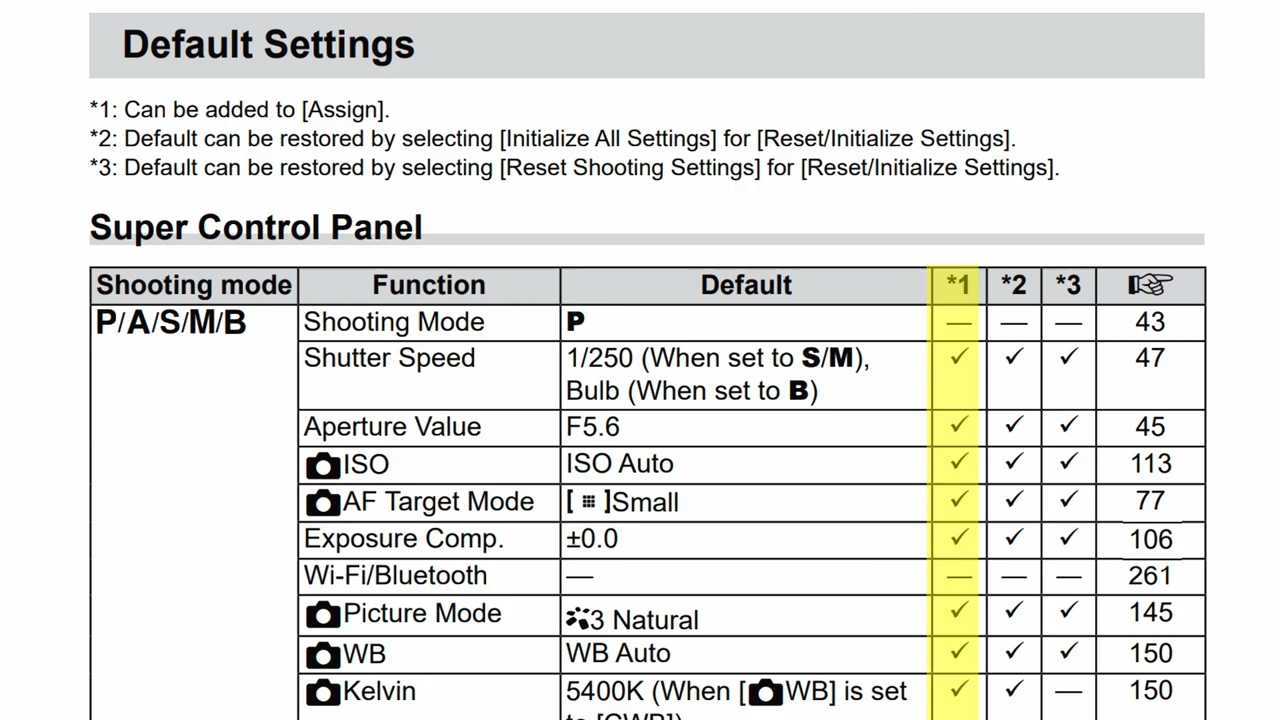 Default Settings
*1: Can be added to [Assign].
*2: Default can be restored by selecting [Initialize All Settings] for [Reset/Initialize Settings].
*3: Default can be restored by selecting [Reset Shooting Settings] for [Reset/Initialize Settings].
Super Control Panel
Shooting mode Function Default *1 *2 *3
P/A/S/M/B Shooting Mode P — — — 43
Shutter Speed 1/250 (When set to S/M), ✓ ✓ ✓ 47
Bulb (When set to B)
Aperture Value F5.6 ✓ ✓ ✓ 45
ISO ISO Auto ✓ ✓ ✓ 113
AF Target Mode [ ]Small ✓ ✓ ✓ 77
Exposure Comp. ±0.0 ✓ ✓ ✓ 106
Wi-Fi/Bluetooth — — — — 261
Picture Mode 3 Natural ✓ ✓ ✓ 145
WB WB Auto ✓ ✓ ✓ 150
Kelvin 5400K (When [WB] is set ✓ ✓ — 150
to [CWB])